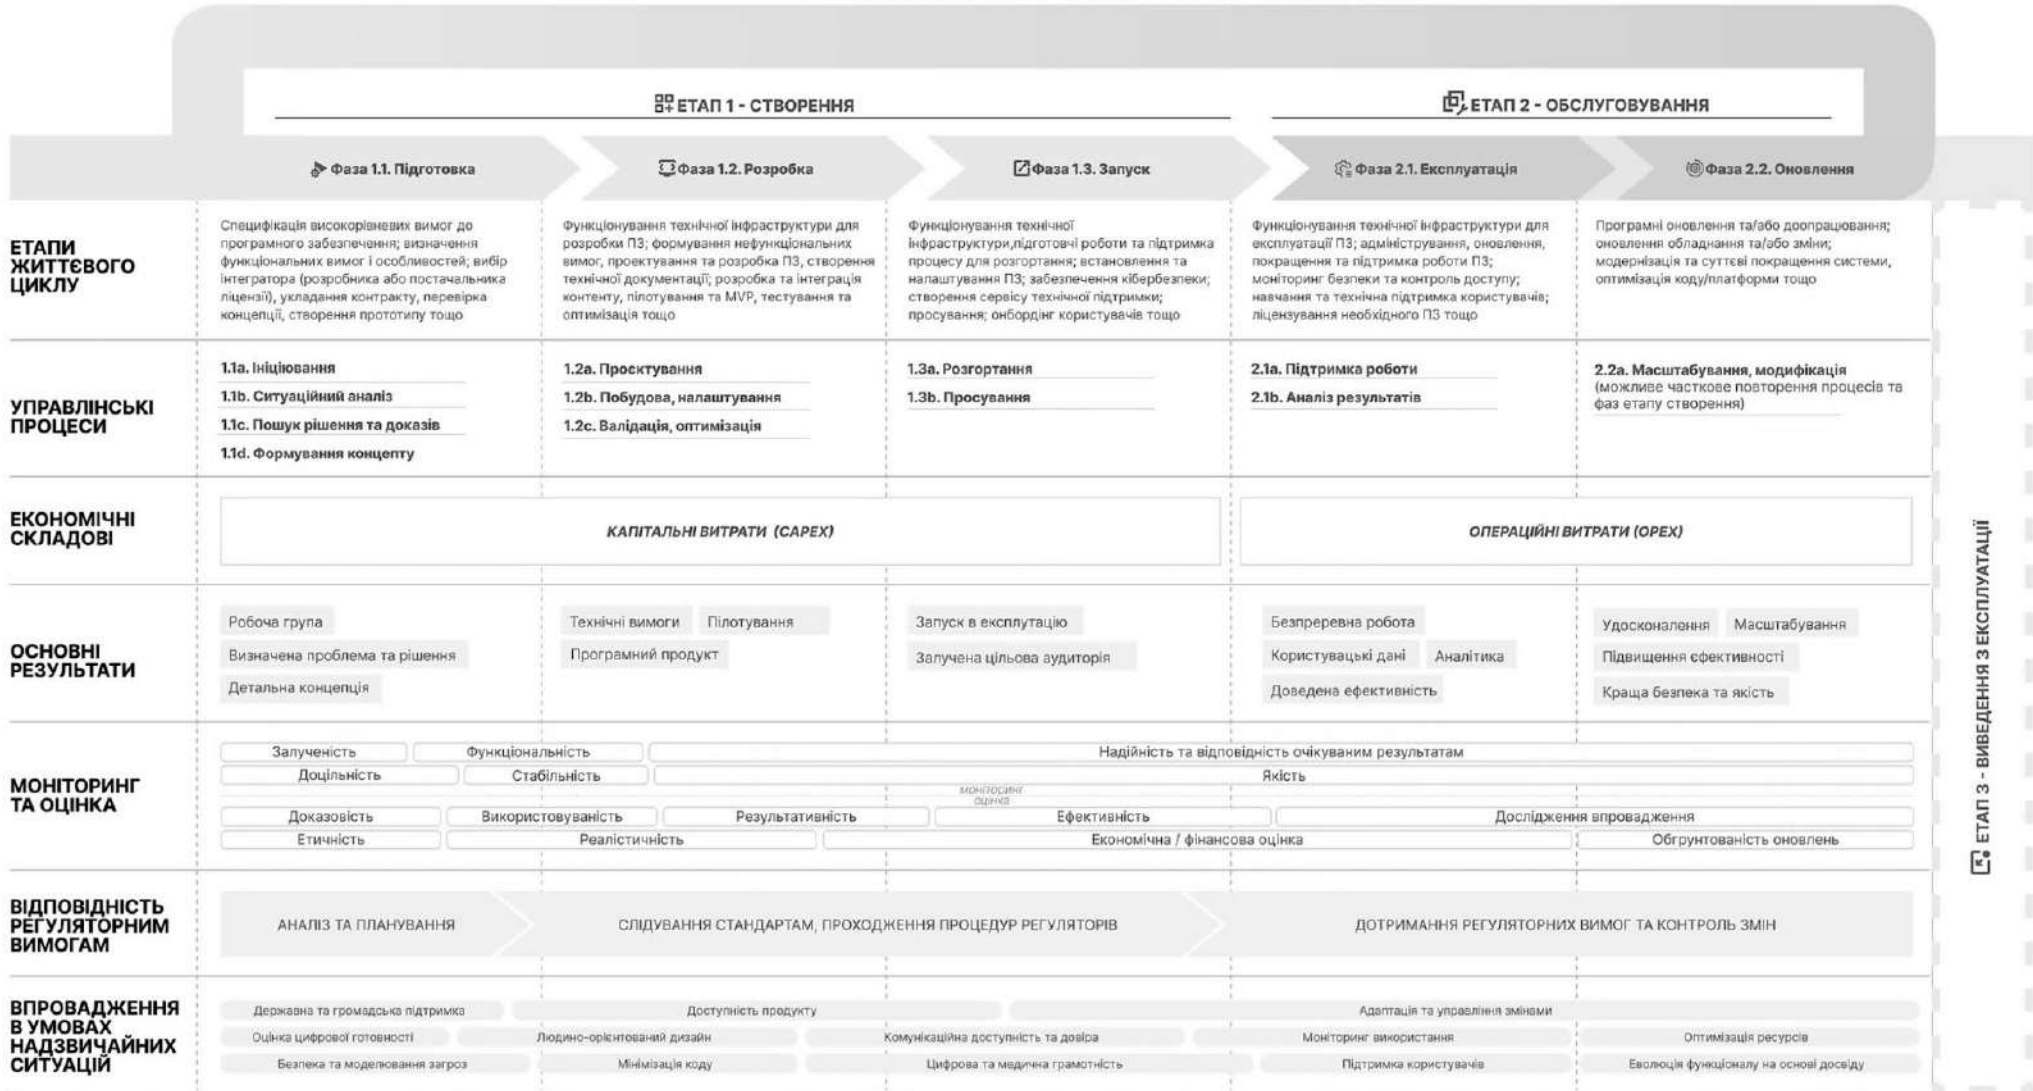 ЕТАП 1 - СТВОРЕННЯ
ЕТАП 2 - ОБСЛУГОВУВАННЯ
Фаза 1.1. Підготовка
Фаза 1.2. Розробка
Фаза 1.3. Запуск
Фаза 2.1. Експлуатація
Фаза 2.2. Оновлення
ЕТАПИ
ЖИТТЄВОГО
ЦИКЛУ
Специфікація високорівневих вимог до
програмного забезпечення; визначення
функціональних вимог і особливостей; вибір
інтегратора (розробника або постачальника
ліцензії), укладання контракту, перевірка
концепції, створення прототипу тощо
Функціонування технічної інфраструктури для
розробки ПЗ; формування нефункціональних
вимог, проектування та розробка ПЗ, створення
технічної документації; розробка та інтеграція
контенту, пілотування та MVP, тестування та
оптимізація тощо
Функціонування технічної
інфраструктури,підготовчі роботи та підтримка
процесу для розгортання; встановлення та
налаштування ПЗ; забезпечення кібербезпеки;
створення сервісу технічної підтримки;
просування; онбордінг користувачів тощо
Функціонування технічної інфраструктури для
експлуатації ПЗ; адміністрування, оновлення,
покращення та підтримка роботи ПЗ;
моніторинг безпеки та контроль доступу;
навчання та технічна підтримка користувачів;
ліцензування необхідного ПЗ тощо
Програмні оновлення та/або доопрацювання;
оновлення обладнання та/або зміни;
модернізація та суттєві покращення системи,
оптимізація коду/платформи тощо
УПРАВЛІНСЬКІ
ПРОЦЕСИ
1.1a. Ініціювання
1.1b. Ситуаційний аналіз
1.1c. Пошук рішення та доказів
1.1d. Формування концепту
1.2a. Проєктування
1.2b. Побудова, налаштування
1.2c. Валідація, оптимізація
1.3a. Розгортання
1.3b. Просування
2.1a. Підтримка роботи
2.1b. Аналіз результатів
2.2a. Масштабування, модифікація
(можливе часткове повторення процесів та
фаз етапу створення)
ЕКОНОМІЧНІ
СКЛАДОВІ
КАПІТАЛЬНІ ВИТРАТИ (CAPEX)
ОПЕРАЦІЙНІ ВИТРАТИ (OPEX)
ОСНОВНІ
РЕЗУЛЬТАТИ
Робоча група
Визначена проблема та рішення
Детальна концепція
Технічні вимоги
Пілотування
Програмний продукт
Запуск в експлутацію
Залучена цільова аудиторія
Безпреревна робота
Користувацькі дані
Аналітика
Доведена ефективність
Удосконалення
Масштабування
Підвищення єфективності
Краща безпека та якість
МОНІТОРИНГ
ТА ОЦІНКА
Залученість
Функціональність
Надійність та відповідність очікуваним результатам
Доцільність
Стабільність
Якість
моніторинг
оцінка
Доказовість
Використовуваність
Результативність
Ефективність
Дослідження впровадження
Етичність
Реалістичність
Економічна / фінансова оцінка
Обгрунтованість оновлень
ВІДПОВІДНІСТЬ
РЕГУЛЯТОРНИМ
ВИМОГАМ
АНАЛІЗ ТА ПЛАНУВАННЯ
СЛІДУВАННЯ СТАНДАРТАМ, ПРОХОДЖЕННЯ ПРОЦЕДУР РЕГУЛЯТОРІВ
ДОТРИМАННЯ РЕГУЛЯТОРНИХ ВИМОГ ТА КОНТРОЛЬ ЗМІН
ВПРОВАДЖЕННЯ
В УМОВАХ
НАДЗВИЧАЙНИХ
СИТУАЦІЙ
Державна та громадська підтримка
Доступність продукту
Адаптація та управління змінами
Оцінка цифрової готовності
Людино-орієнтований дизайн
Комунікаційна доступність та довіра
Моніторинг використання
Оптимізація ресурсів
Безпека та моделювання загроз
Мінімізація коду
Цифрова та медична грамотність
Підтримка користувачів
Еволюція функціоналу на основі досвіду
ЕТАП 3 - ВИВЕДЕННЯ З ЕКСПЛУАТАЦІЇ